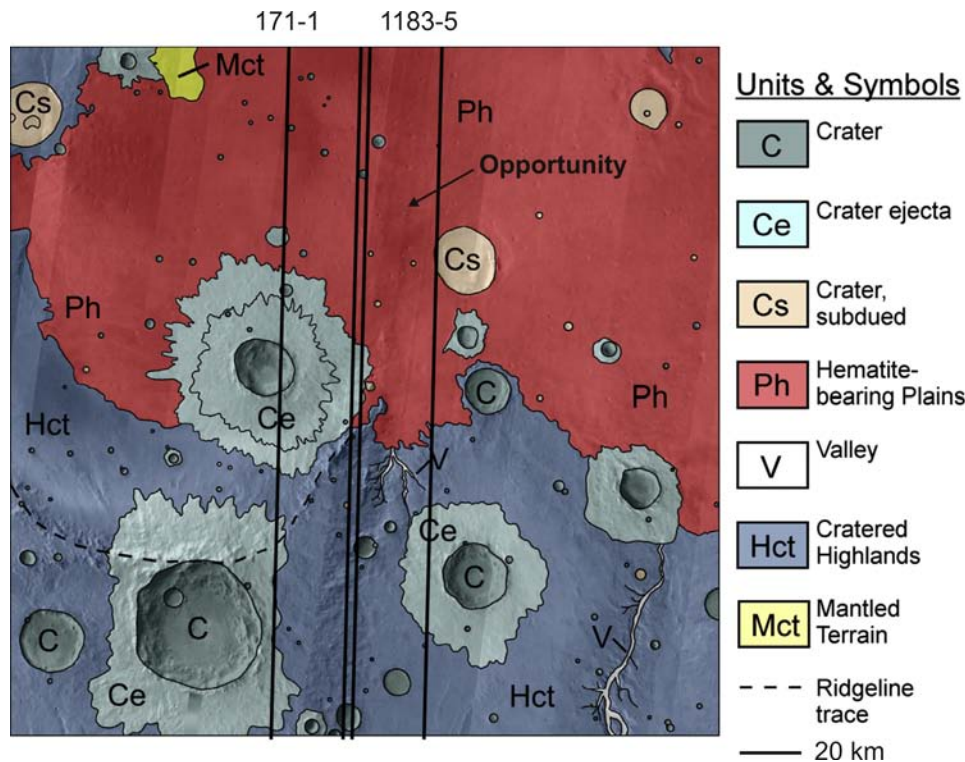 171-1
1183-5
Mct
Cs
Ph
Opportunity
Cs
Ph
C
Ce
Ph
Hct
V
Ce
C
C
C
V
Ce
Hct
Units & Symbols
C Crater
Ce Crater ejecta
Cs Crater,
subdued
Ph Hematite-
bearing Plains
V Valley
Hct Cratered
Highlands
Mct Mantled
Terrain
Ridgeline
trace
20 km